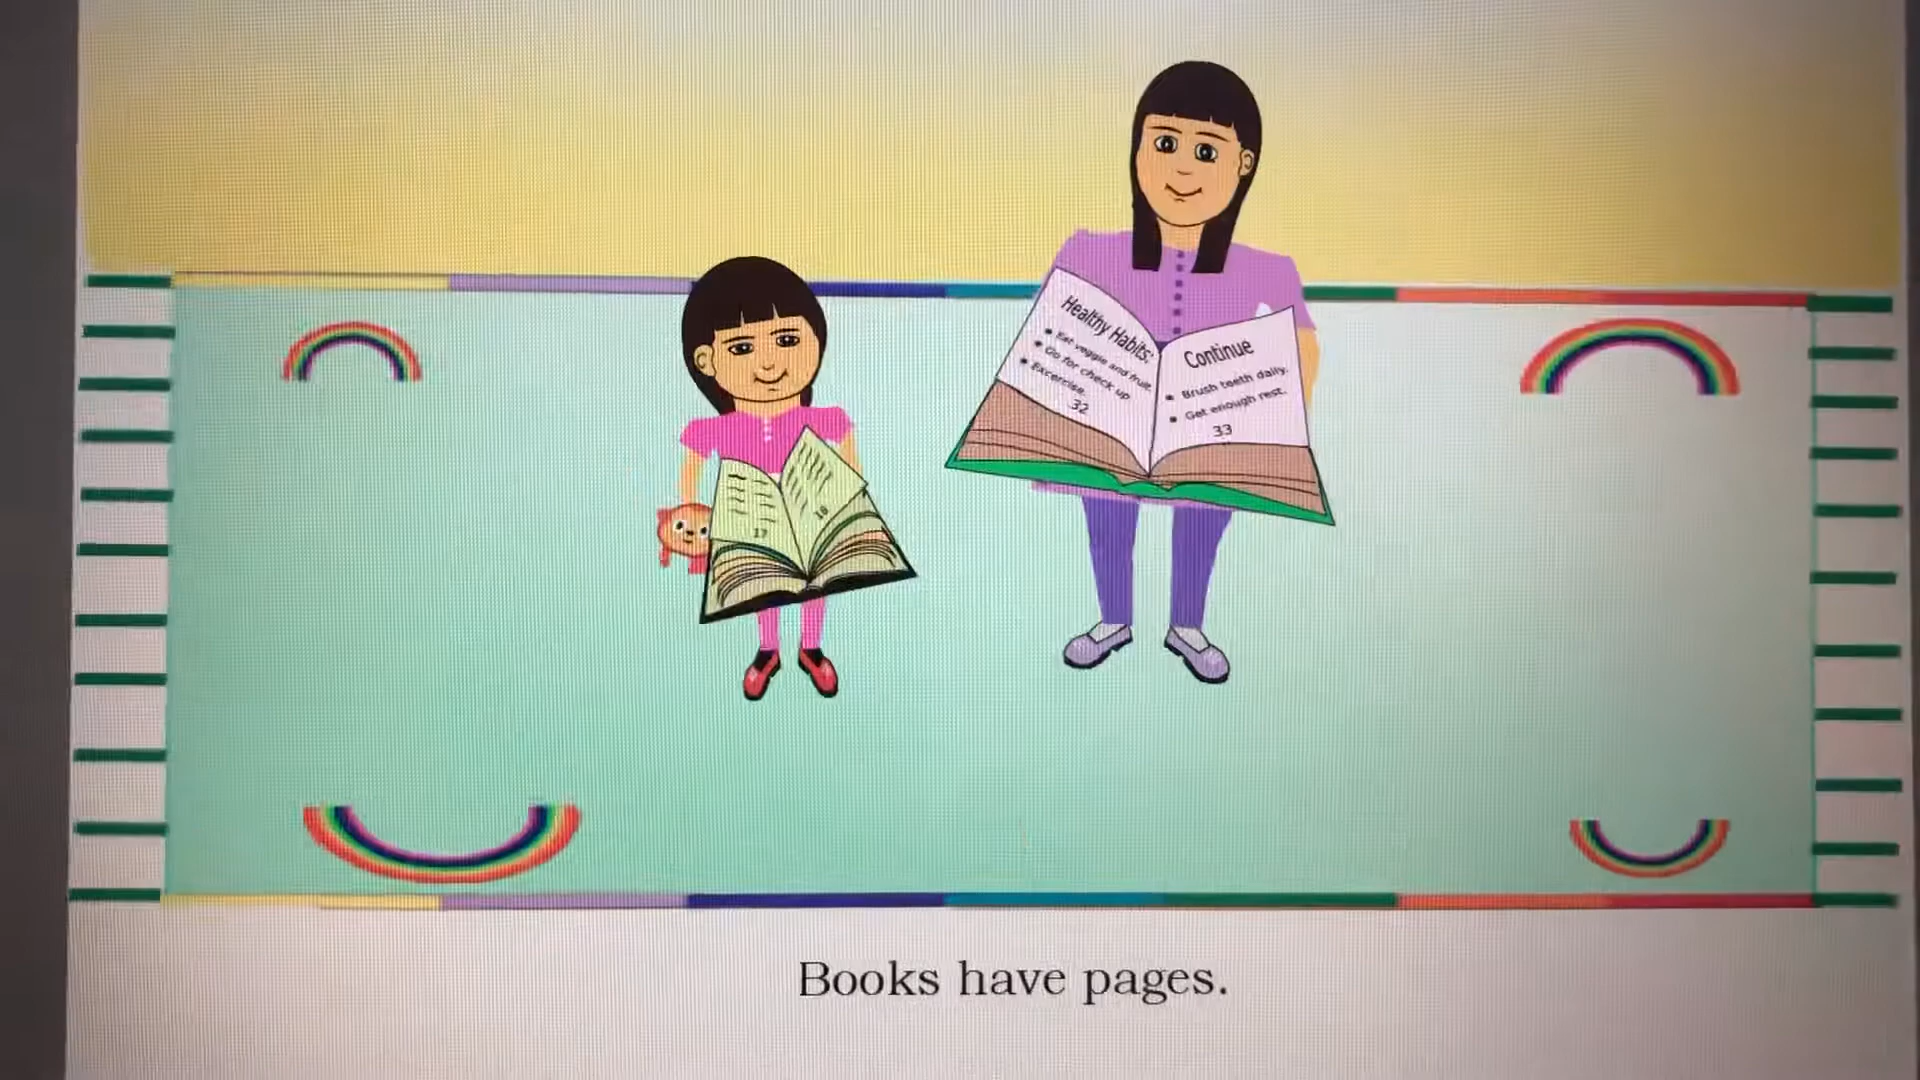 Healthy Habits:
Eat veggie and fruit.
Go for check up
Excercise.
32
Continue
Brush teeth daily.
Get enough rest.
33
17
18
Books have pages.